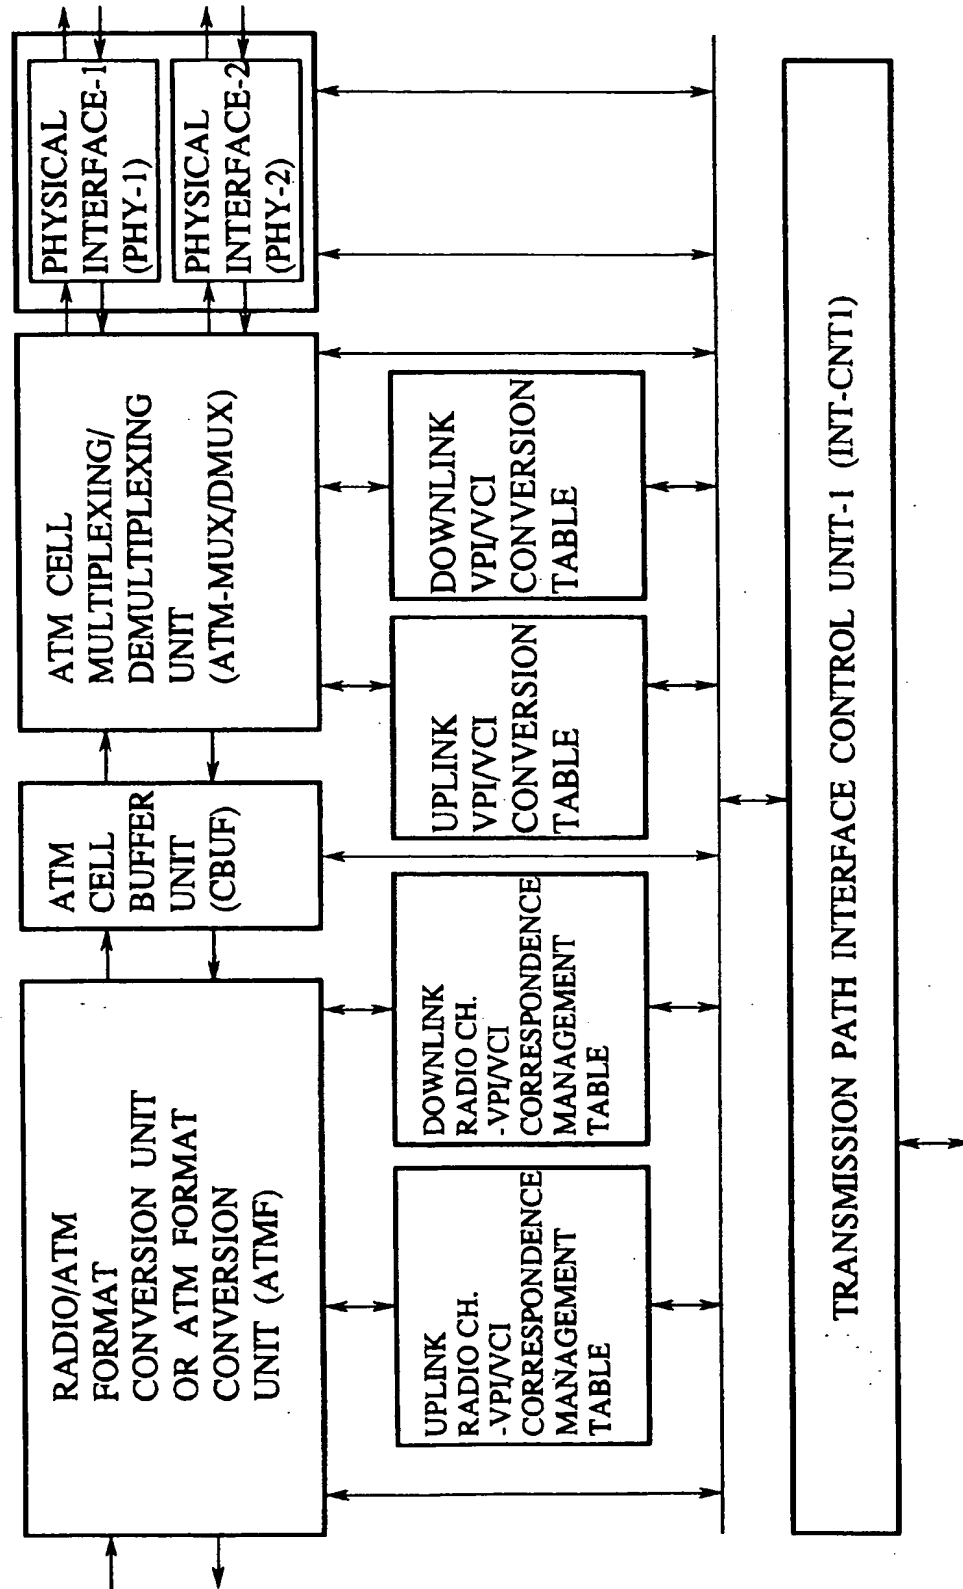 RADIO/ATM
FORMAT
CONVERSION UNIT
OR ATM FORMAT
CONVERSION
UNIT (ATMF)
ATM
CELL
BUFFER
UNIT
(CBUF)
ATM CELL
MULTIPLEXING/
DEMULTIPLEXING
UNIT
(ATM-MUX/DMUX)
PHYSICAL
INTERFACE-1
(PHY-1)
PHYSICAL
INTERFACE-2
(PHY-2)
UPLINK
RADIO CH.
-VPI/VCI
CORRESPONDENCE
MANAGEMENT
TABLE
DOWNLINK
RADIO CH.
-VPI/VCI
CORRESPONDENCE
MANAGEMENT
TABLE
UPLINK
VPI/VCI
CONVERSION
TABLE
DOWNLINK
VPI/VCI
CONVERSION
TABLE
TRANSMISSION PATH INTERFACE CONTROL UNIT-1 (INT-CNT1)